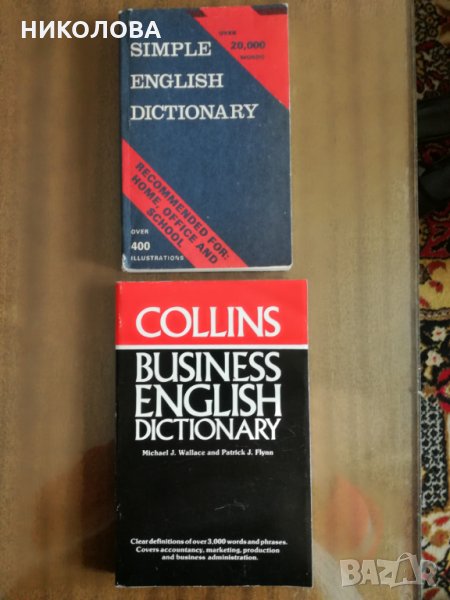 НИКОЛОВА
SIMPLE
ENGLISH
DICTIONARY
OVER
20,000
WORDS
RECOMMENDED FOR:
HOME, OFFICE AND
SCHOOL
OVER
400
ILLUSTRATIONS
COLLINS
BUSINESS
ENGLISH
DICTIONARY
Michael J. Wallace and Patrick J. Flynn
Clear definitions of over 3,000 words and phrases.
Covers accountancy, marketing, production
and business administration.
BAZAR